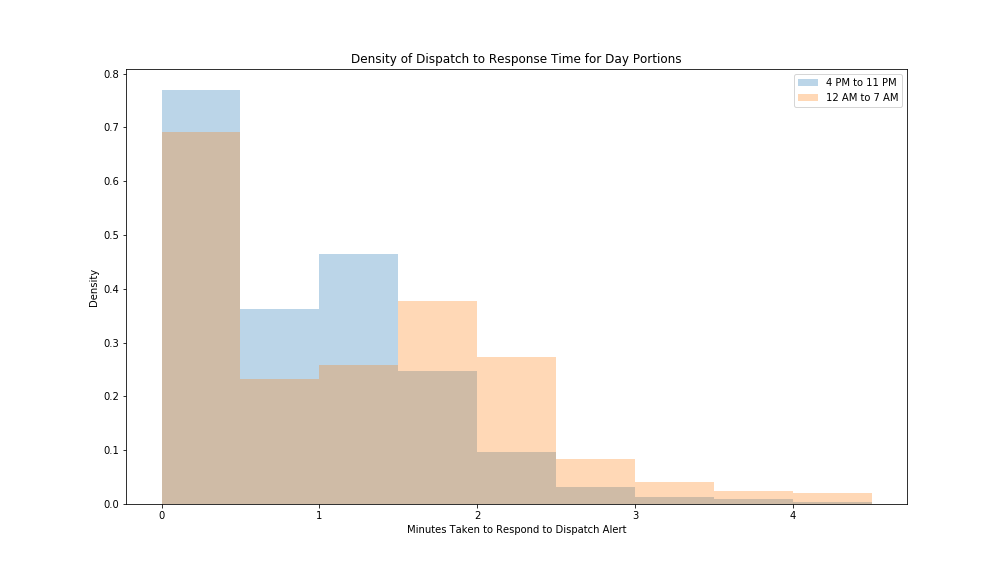 Density of Dispatch to Response Time for Day Portions
4 PM to 11 PM
12 AM to 7 AM
0.8
0.7
0.6
0.5
0.4
0.3
0.2
0.1
0.0
Density
0 1 2 3 4
Minutes Taken to Respond to Dispatch Alert